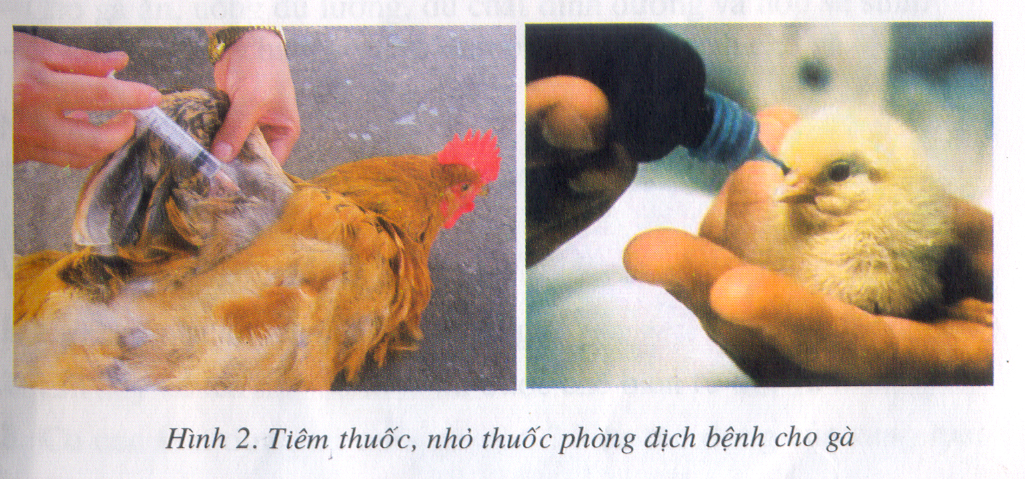 Hình 2. Tiêm thuốc, nhỏ thuốc phòng dịch bệnh cho gà